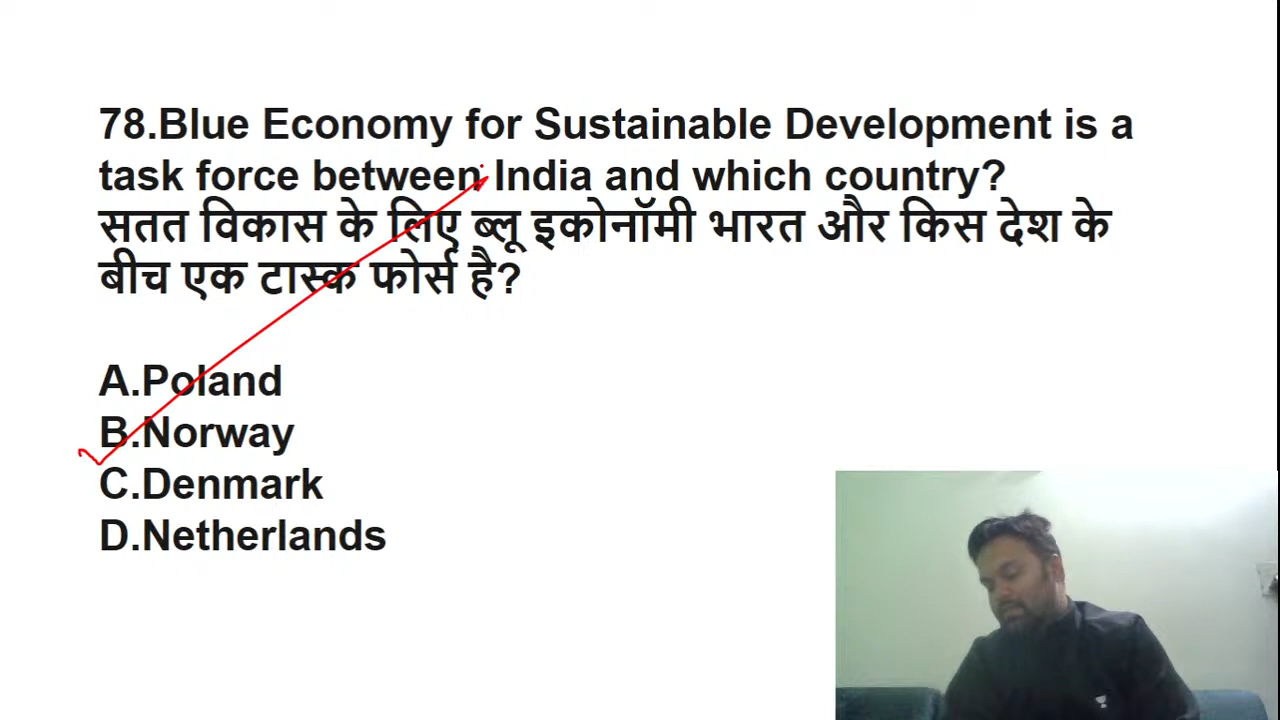 78.Blue Economy for Sustainable Development is a
task force between India and which country?
सतत विकास के लिए ब्लू इकोनॉमी भारत और किस देश के
बीच एक टास्क फोर्स है?
A.Poland
B.Norway
C.Denmark
D.Netherlands